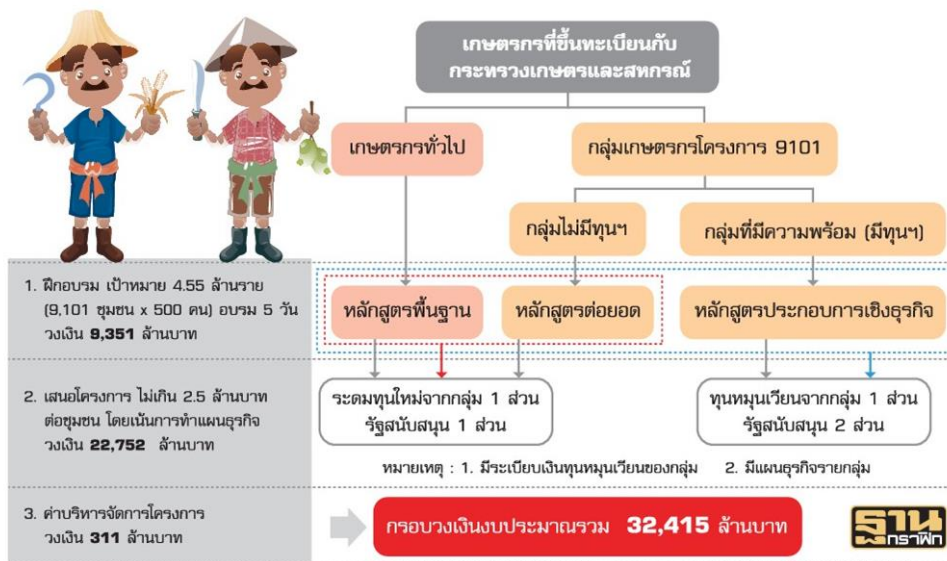 เกษตรกรที่ขึ้นทะเบียนกับ
กระทรวงเกษตรและสหกรณ์
เกษตรกรทั่วไป
กลุ่มเกษตรกรโครงการ 9101
กลุ่มไม่มีทุนฯ
กลุ่มที่มีความพร้อม (มีทุนฯ)
1. ฝึกอบรม เป้าหมาย 4.55 ล้านราย
(9,101 ชุมชน x 500 คน) อบรม 5 วัน
วงเงิน 9,351 ล้านบาท
หลักสูตรพื้นฐาน
หลักสูตรต่อยอด
หลักสูตรประกอบการเชิงธุรกิจ
2. เสนอโครงการ ไม่เกิน 2.5 ล้านบาท
ต่อชุมชน โดยเน้นการทำแผนธุรกิจ
วงเงิน 22,752 ล้านบาท
ระดมทุนใหม่จากกลุ่ม 1 ส่วน
รัฐสนับสนุน 1 ส่วน
ทุนหมุนเวียนจากกลุ่ม 1 ส่วน
รัฐสนับสนุน 2 ส่วน
หมายเหตุ : 1. มีระเบียบเงินทุนหมุนเวียนของกลุ่ม 2. มีแผนธุรกิจรายกลุ่ม
3. ค่าบริหารจัดการโครงการ
วงเงิน 311 ล้านบาท
กรอบวงเงินงบประมาณรวม 32,415 ล้านบาท
ฐาน
กราฟิก